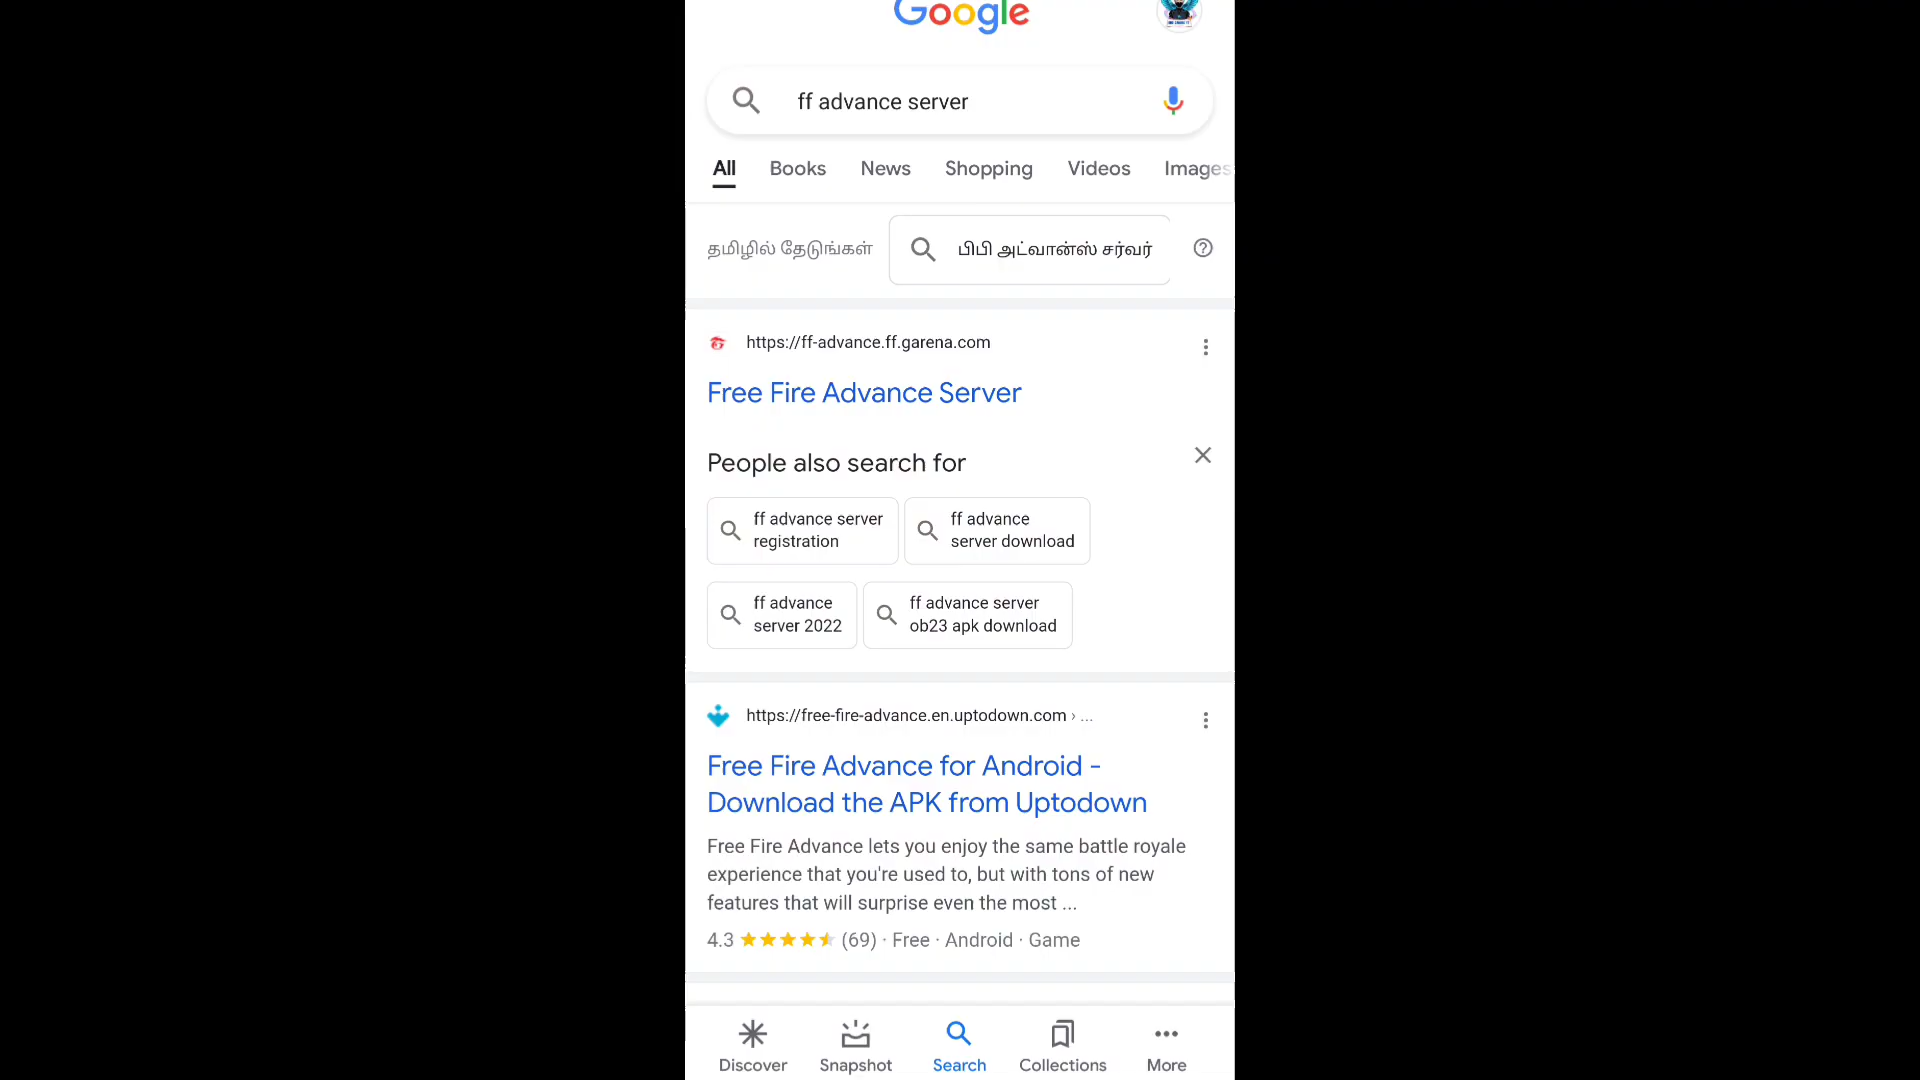 Google
ff advance server
All Books News Shopping Videos Images
தமிழில் தேடுங்கள் பிபி அட்வான்ஸ் சர்வர்
https://ff-advance.ff.garena.com
Free Fire Advance Server
People also search for
ff advance server
registration
ff advance
server download
ff advance
server 2022
ff advance server
ob23 apk download
https://free-fire-advance.en.uptodown.com › ...
Free Fire Advance for Android -
Download the APK from Uptodown
Free Fire Advance lets you enjoy the same battle royale
experience that you're used to, but with tons of new
features that will surprise even the most ...
4.3 (69) · Free · Android · Game
Discover Snapshot Search Collections More